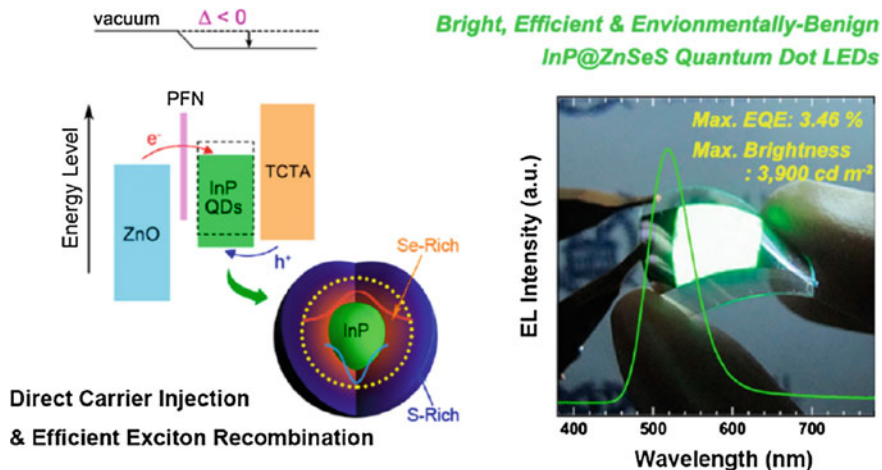 vacuum
Δ < 0
PFN
e⁻
InP
QDs
TCTA
ZnO
h⁺
Energy Level
Se-Rich
InP
S-Rich
Direct Carrier Injection
& Efficient Exciton Recombination
Bright, Efficient & Envionmentally-Benign
InP@ZnSeS Quantum Dot LEDs
Max. EQE: 3.46 %
Max. Brightness
: 3,900 cd m⁻²
EL Intensity (a.u.)
400
500
600
700
Wavelength (nm)